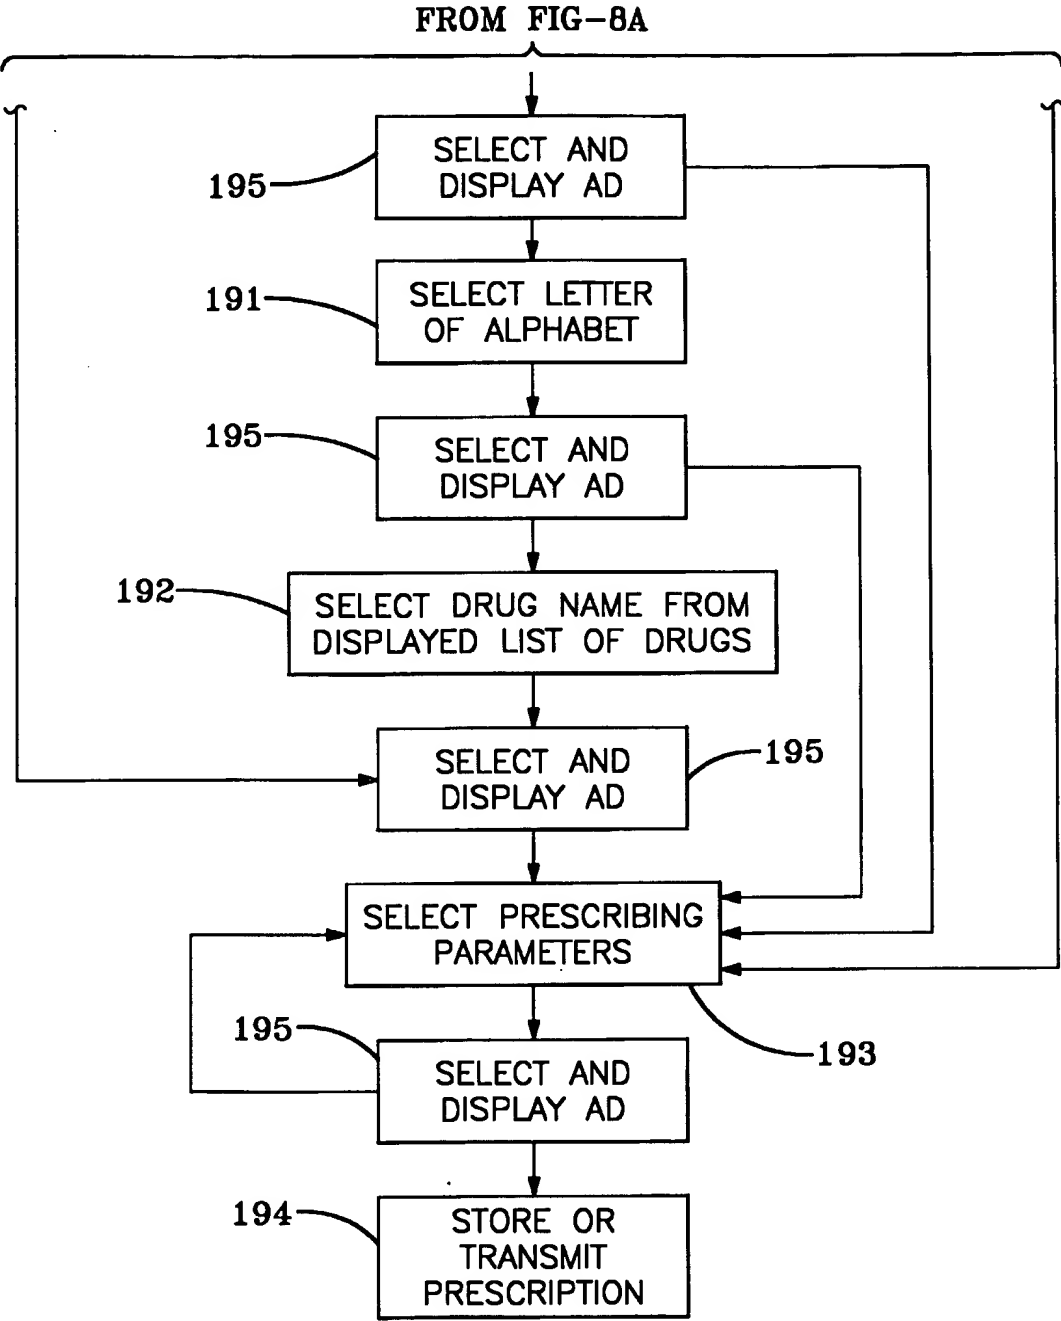 FROM FIG-8A
SELECT AND
DISPLAY AD
195
SELECT LETTER
OF ALPHABET
191
SELECT AND
DISPLAY AD
195
SELECT DRUG NAME FROM
DISPLAYED LIST OF DRUGS
192
SELECT AND
DISPLAY AD
195
SELECT PRESCRIBING
PARAMETERS
193
SELECT AND
DISPLAY AD
195
STORE OR
TRANSMIT
PRESCRIPTION
194